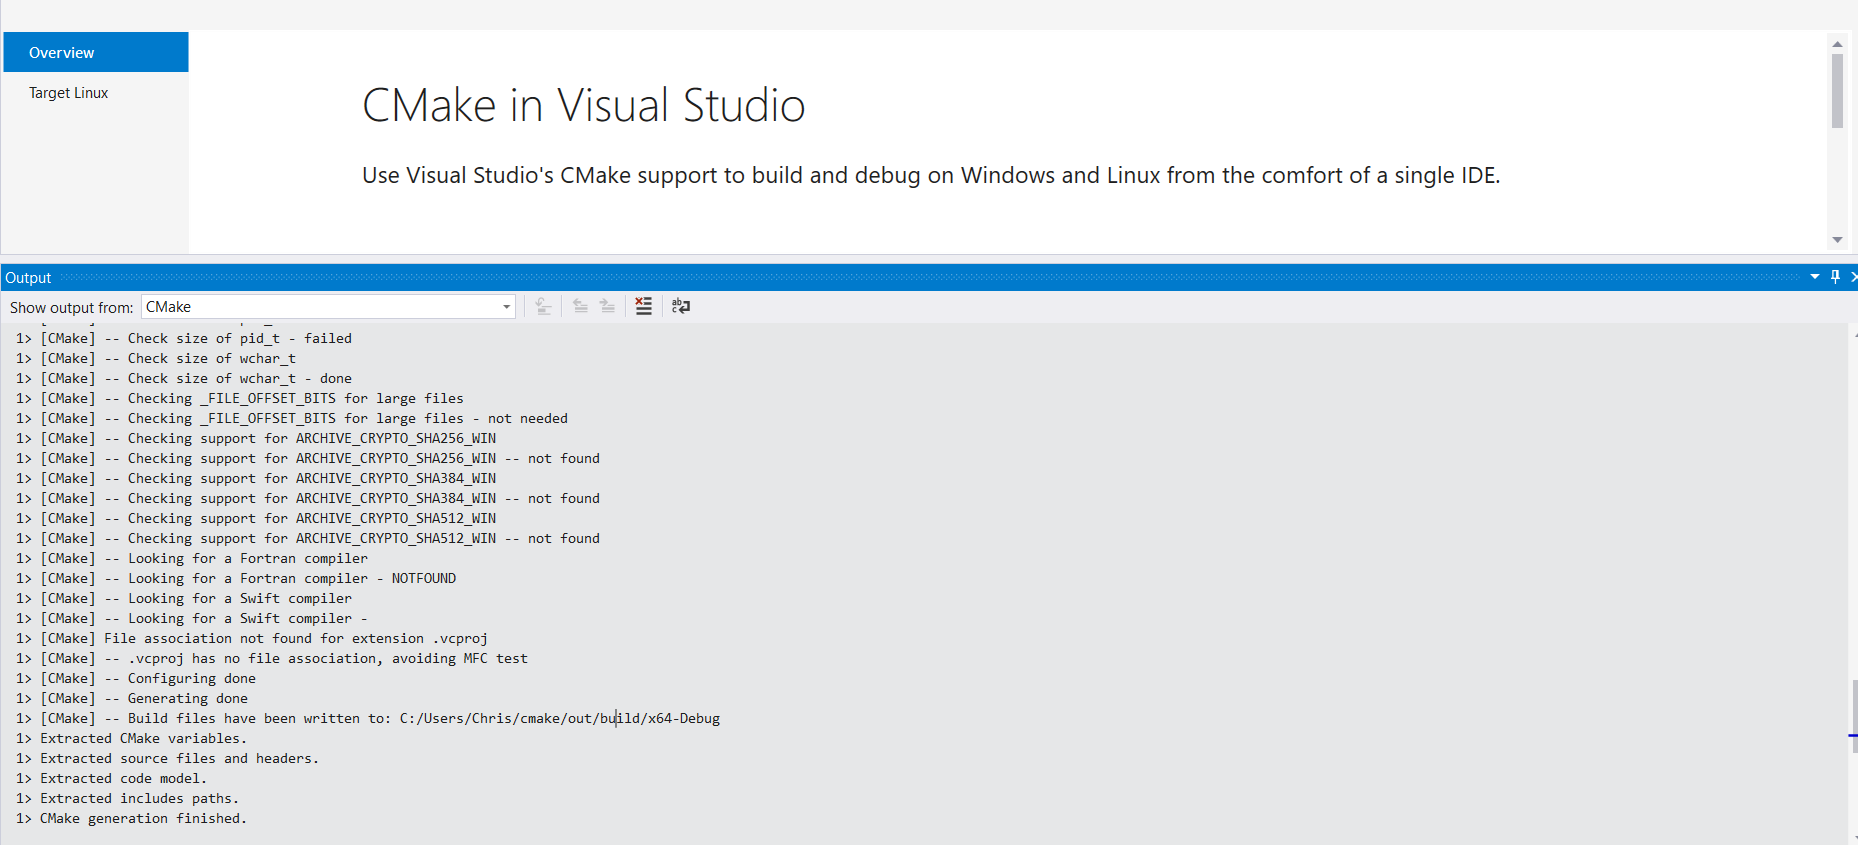 Overview
Target Linux
CMake in Visual Studio
Use Visual Studio's CMake support to build and debug on Windows and Linux from the comfort of a single IDE.
Output
Show output from: CMake
1> [CMake] -- Check size of pid_t - failed
1> [CMake] -- Check size of wchar_t
1> [CMake] -- Check size of wchar_t - done
1> [CMake] -- Checking _FILE_OFFSET_BITS for large files
1> [CMake] -- Checking _FILE_OFFSET_BITS for large files - not needed
1> [CMake] -- Checking support for ARCHIVE_CRYPTO_SHA256_WIN
1> [CMake] -- Checking support for ARCHIVE_CRYPTO_SHA256_WIN -- not found
1> [CMake] -- Checking support for ARCHIVE_CRYPTO_SHA384_WIN
1> [CMake] -- Checking support for ARCHIVE_CRYPTO_SHA384_WIN -- not found
1> [CMake] -- Checking support for ARCHIVE_CRYPTO_SHA512_WIN
1> [CMake] -- Checking support for ARCHIVE_CRYPTO_SHA512_WIN -- not found
1> [CMake] -- Looking for a Fortran compiler
1> [CMake] -- Looking for a Fortran compiler - NOTFOUND
1> [CMake] -- Looking for a Swift compiler
1> [CMake] -- Looking for a Swift compiler -
1> [CMake] File association not found for extension .vcproj
1> [CMake] -- .vcproj has no file association, avoiding MFC test
1> [CMake] -- Configuring done
1> [CMake] -- Generating done
1> [CMake] -- Build files have been written to: C:/Users/Chris/cmake/out/build/x64-Debug
1> Extracted CMake variables.
1> Extracted source files and headers.
1> Extracted code model.
1> Extracted includes paths.
1> CMake generation finished.